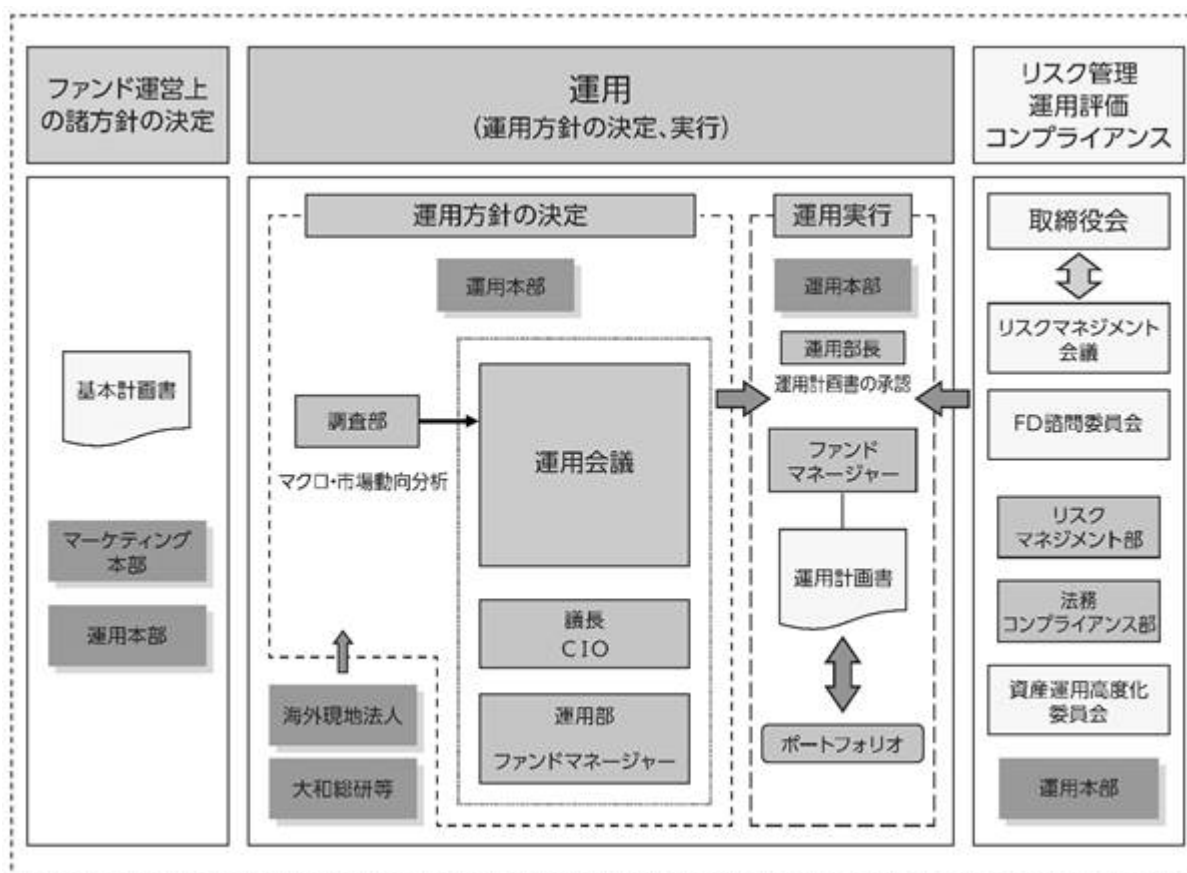 ファンド運営上
の諸方針の決定
基本計画書
マーケティング
本部
運用本部
運用
(運用方針の決定、実行)
運用方針の決定
運用本部
調査部
マクロ・市場動向分析
運用会議
議長
CIO
運用部
ファンドマネージャー
海外現地法人
大和総研等
運用実行
運用本部
運用部長
運用計画書の承認
ファンド
マネージャー
運用計画書
ポートフォリオ
リスク管理
運用評価
コンプライアンス
取締役会
リスクマネジメント
会議
FD諮問委員会
リスク
マネジメント部
法務
コンプライアンス部
資産運用高度化
委員会
運用本部